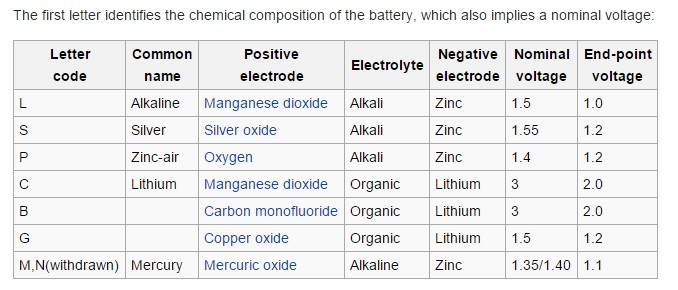 The first letter identifies the chemical composition of the battery, which also implies a nominal voltage:
Letter code Common name Positive electrode Electrolyte Negative electrode Nominal voltage End-point voltage
L Alkaline Manganese dioxide Alkali Zinc 1.5 1.0
S Silver Silver oxide Alkali Zinc 1.55 1.2
P Zinc-air Oxygen Alkali Zinc 1.4 1.2
C Lithium Manganese dioxide Organic Lithium 3 2.0
B Carbon monofluoride Organic Lithium 3 2.0
G Copper oxide Organic Lithium 1.5 1.2
M,N(withdrawn) Mercury Mercuric oxide Alkaline Zinc 1.35/1.40 1.1